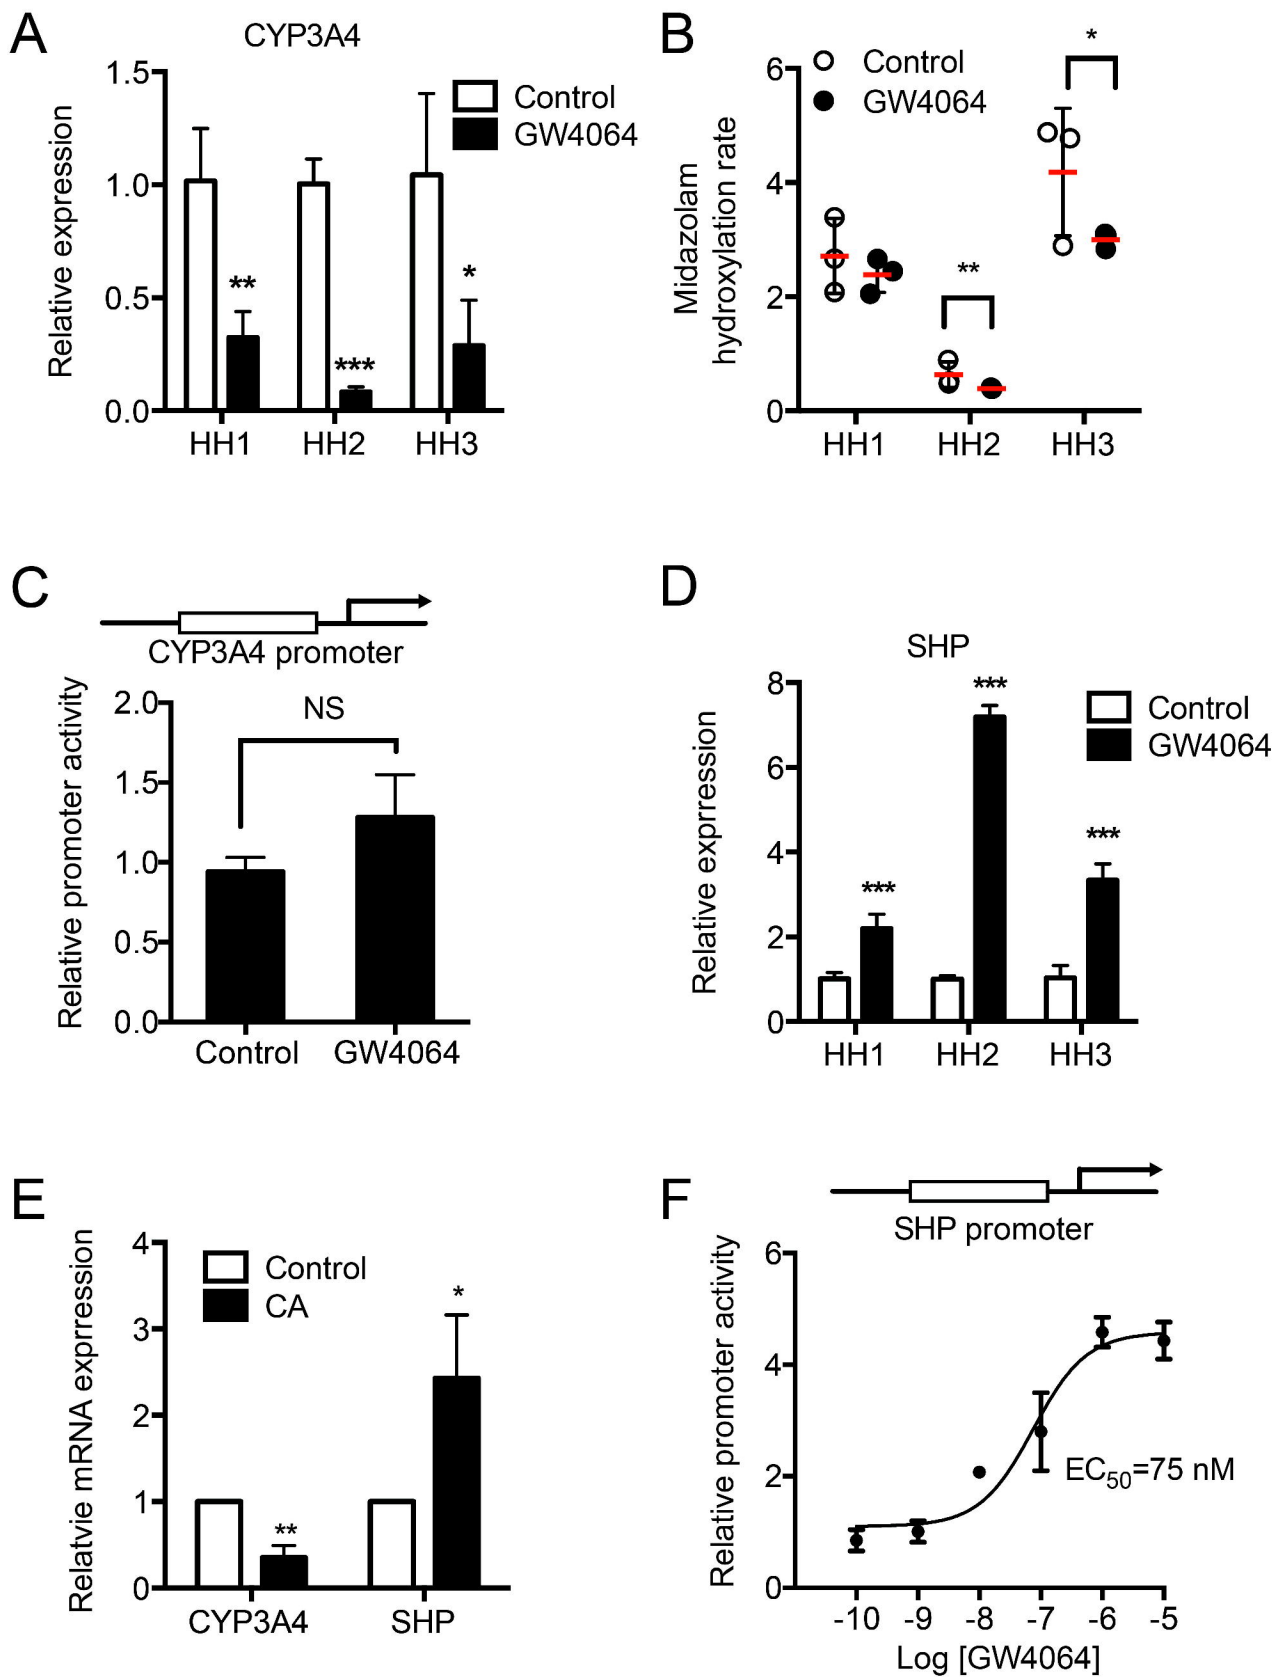 A
CYP3A4
Relative expression
1.5
1.0
0.5
0.0
Control
GW4064
**
***
*
HH1 HH2 HH3
B
Midazolam
hydroxylation rate
6
4
2
0
Control
GW4064
**
*
HH1 HH2 HH3
C
CYP3A4 promoter
Relative promoter activity
2.0
1.5
1.0
0.5
0.0
NS
Control GW4064
D
SHP
Relative exprression
8
6
4
2
0
Control
GW4064
***
***
***
HH1 HH2 HH3
E
Relatvie mRNA exprression
4
3
2
1
0
Control
CA
**
*
CYP3A4 SHP
F
SHP promoter
Relative promoter activity
6
4
2
0
EC50=75 nM
-10 -9 -8 -7 -6 -5
Log [GW4064]